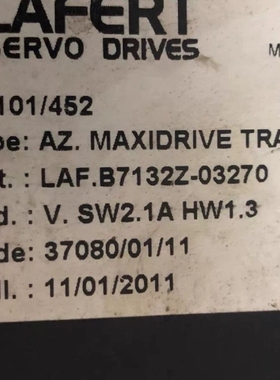 LAFERT
SERVO DRIVES
M
101/452
pe: AZ. MAXIDRIVE TRA
t. : LAF.B7132Z-03270
d. : V. SW2.1A HW1.3
de: 37080/01/11
ll. : 11/01/2011